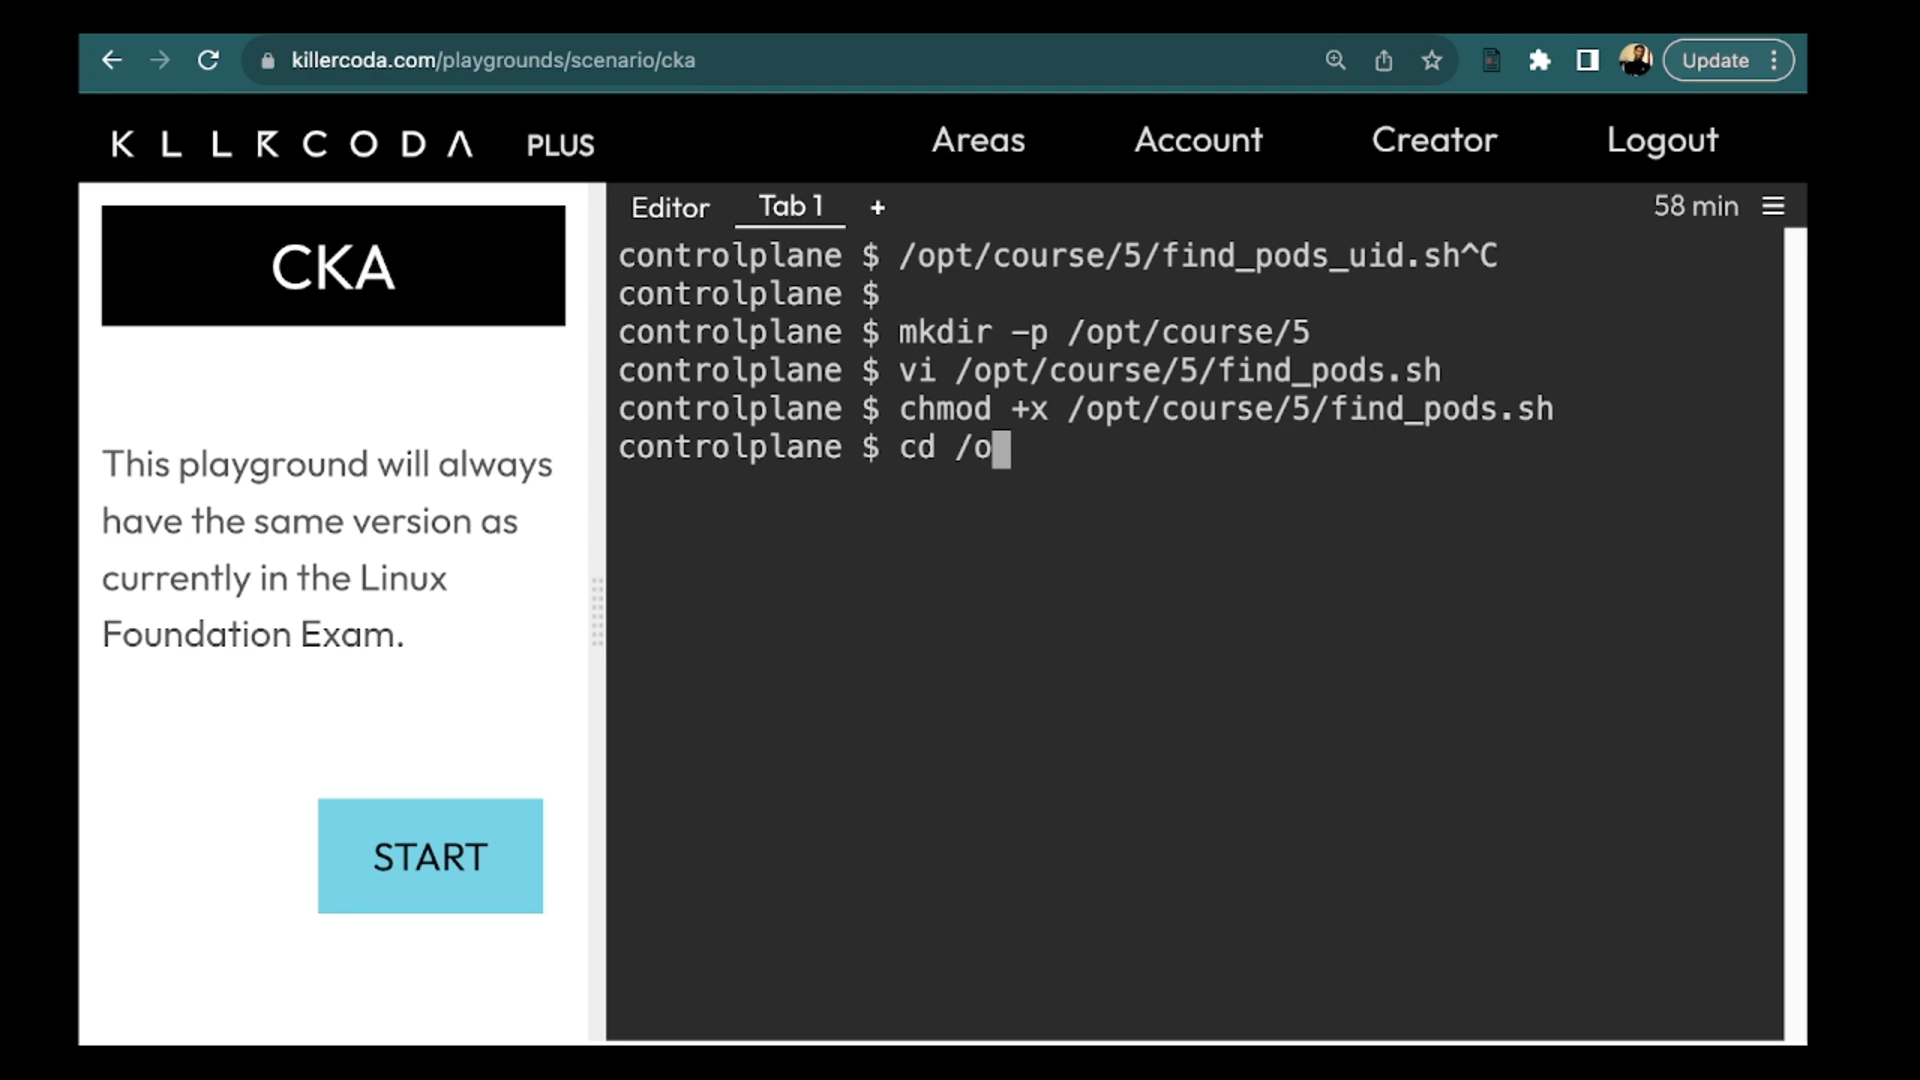 killercoda.com/playgrounds/scenario/cka
Update
KLLRCODA PLUS
Areas Account Creator Logout
CKA
This playground will always
have the same version as
currently in the Linux
Foundation Exam.
START
Editor Tab 1 +
58 min
controlplane $ /opt/course/5/find_pods_uid.sh^C
controlplane $
controlplane $ mkdir -p /opt/course/5
controlplane $ vi /opt/course/5/find_pods.sh
controlplane $ chmod +x /opt/course/5/find_pods.sh
controlplane $ cd /o